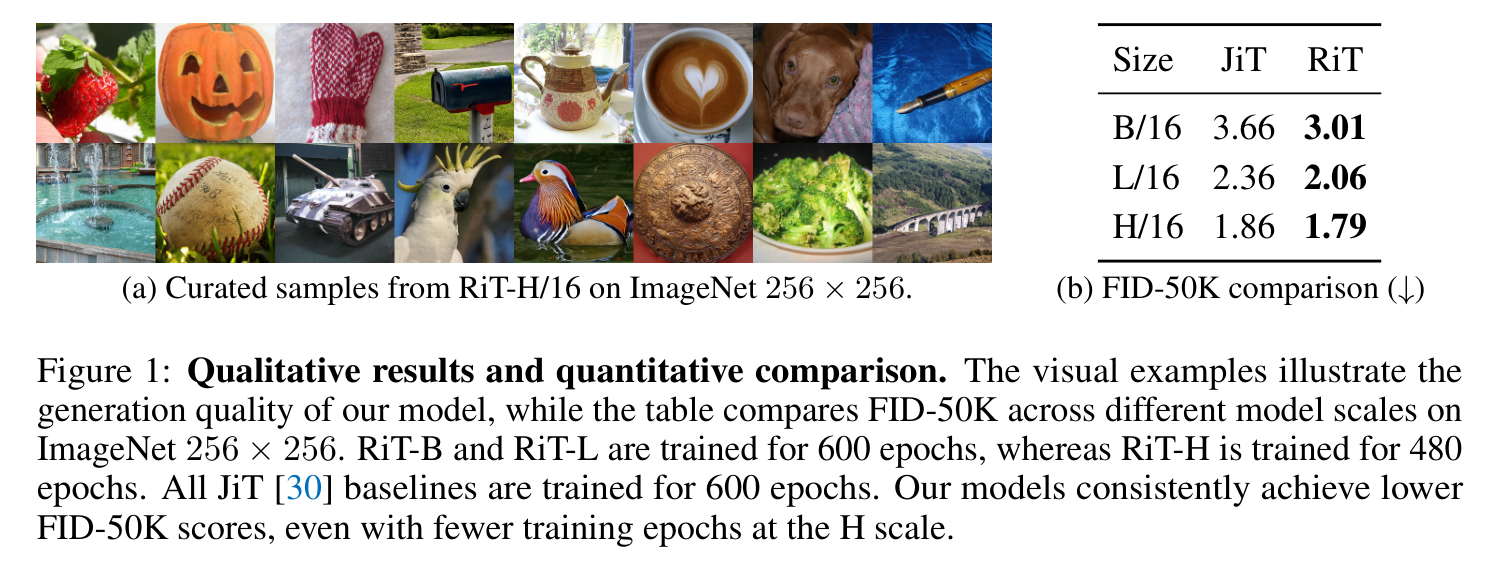 Size JiT RiT
B/16 3.66 3.01
L/16 2.36 2.06
H/16 1.86 1.79
(a) Curated samples from RiT-H/16 on ImageNet 256 × 256.
(b) FID-50K comparison (↓)
Figure 1: Qualitative results and quantitative comparison. The visual examples illustrate the
generation quality of our model, while the table compares FID-50K across different model scales on
ImageNet 256 × 256. RiT-B and RiT-L are trained for 600 epochs, whereas RiT-H is trained for 480
epochs. All JiT [30] baselines are trained for 600 epochs. Our models consistently achieve lower
FID-50K scores, even with fewer training epochs at the H scale.